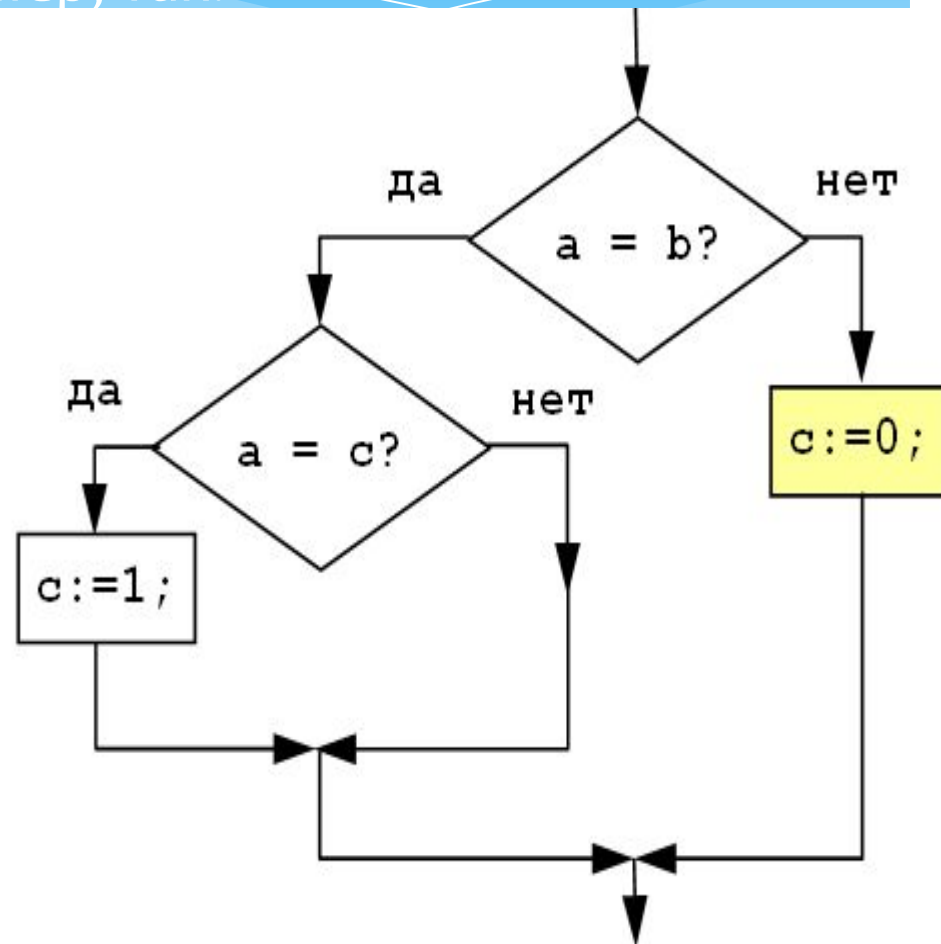 да
нет
a = b?
да
нет
a = c?
c:=0;
c:=1;